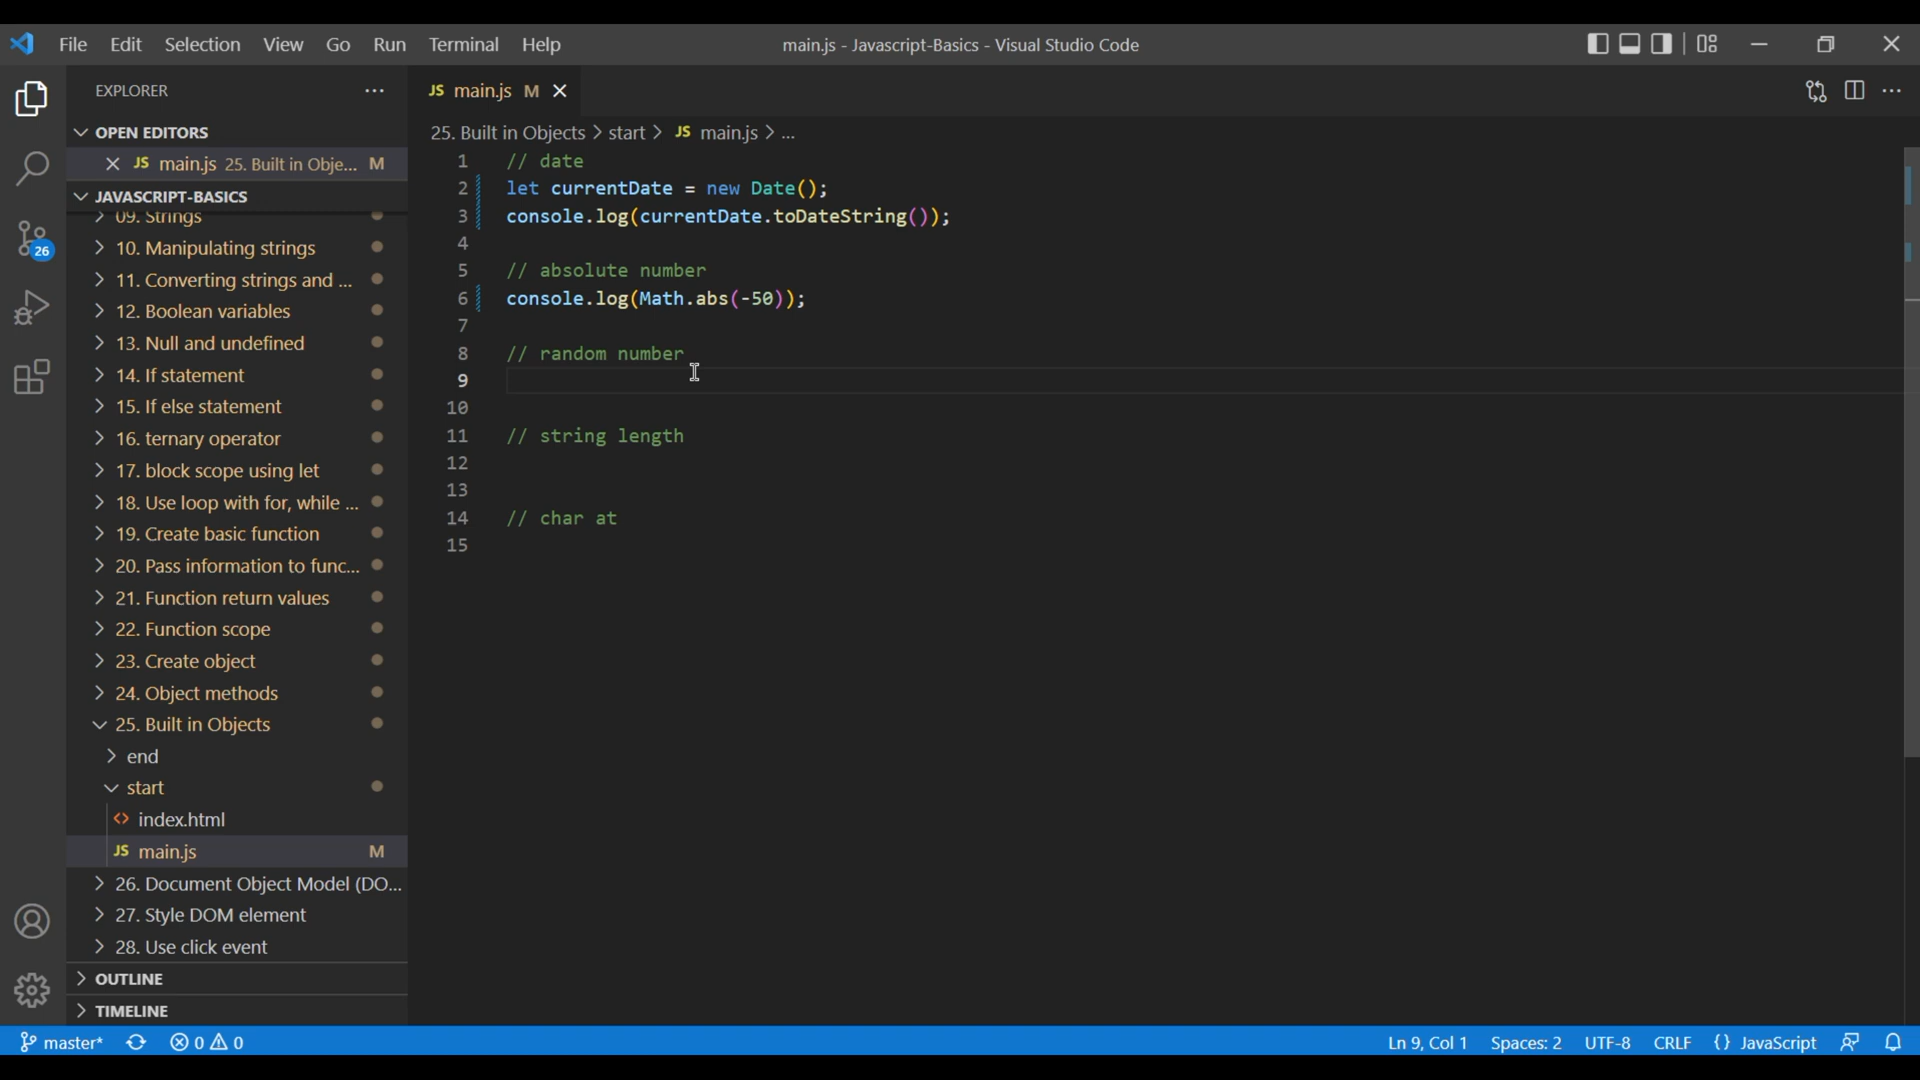 File Edit Selection View Go Run Terminal Help
main.js - Javascript-Basics - Visual Studio Code
EXPLORER
OPEN EDITORS
JS main.js 25. Built in Obje... M
JAVASCRIPT-BASICS
09. Strings
10. Manipulating strings
11. Converting strings and ...
12. Boolean variables
13. Null and undefined
14. If statement
15. If else statement
16. ternary operator
17. block scope using let
18. Use loop with for, while ...
19. Create basic function
20. Pass information to func...
21. Function return values
22. Function scope
23. Create object
24. Object methods
25. Built in Objects
end
start
index.html
JS main.js M
26. Document Object Model (DO...
27. Style DOM element
28. Use click event
OUTLINE
TIMELINE
26
JS main.js M
25. Built in Objects > start > JS main.js > ...
1 // date
2 let currentDate = new Date();
3 console.log(currentDate.toDateString());
4
5 // absolute number
6 console.log(Math.abs(-50));
7
8 // random number
9
10
11 // string length
12
13
14 // char at
15
master* 0 0
Ln 9, Col 1 Spaces: 2 UTF-8 CRLF {} JavaScript